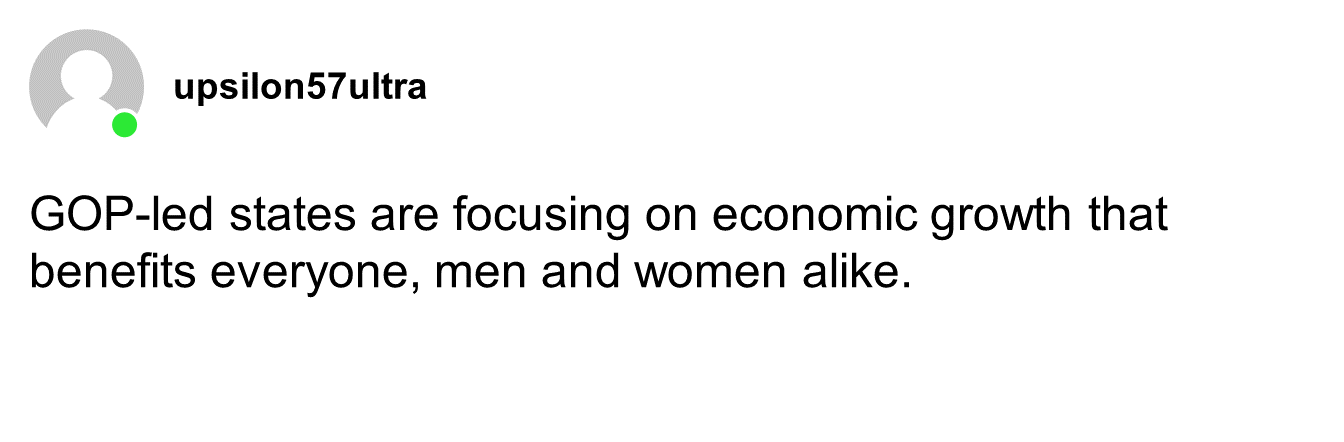 upsilon57ultra
GOP-led states are focusing on economic growth that
benefits everyone, men and women alike.